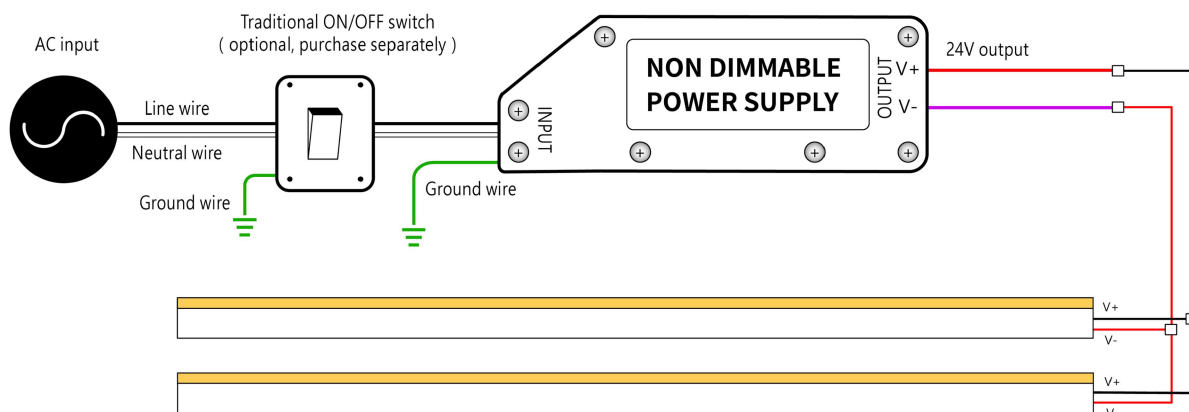 AC input
Traditional ON/OFF switch
( optional, purchase separately )
Line wire
Neutral wire
Ground wire
Ground wire
INPUT
NON DIMMABLE
POWER SUPPLY
OUTPUT
V+
V-
24V output
V+
V-
V+